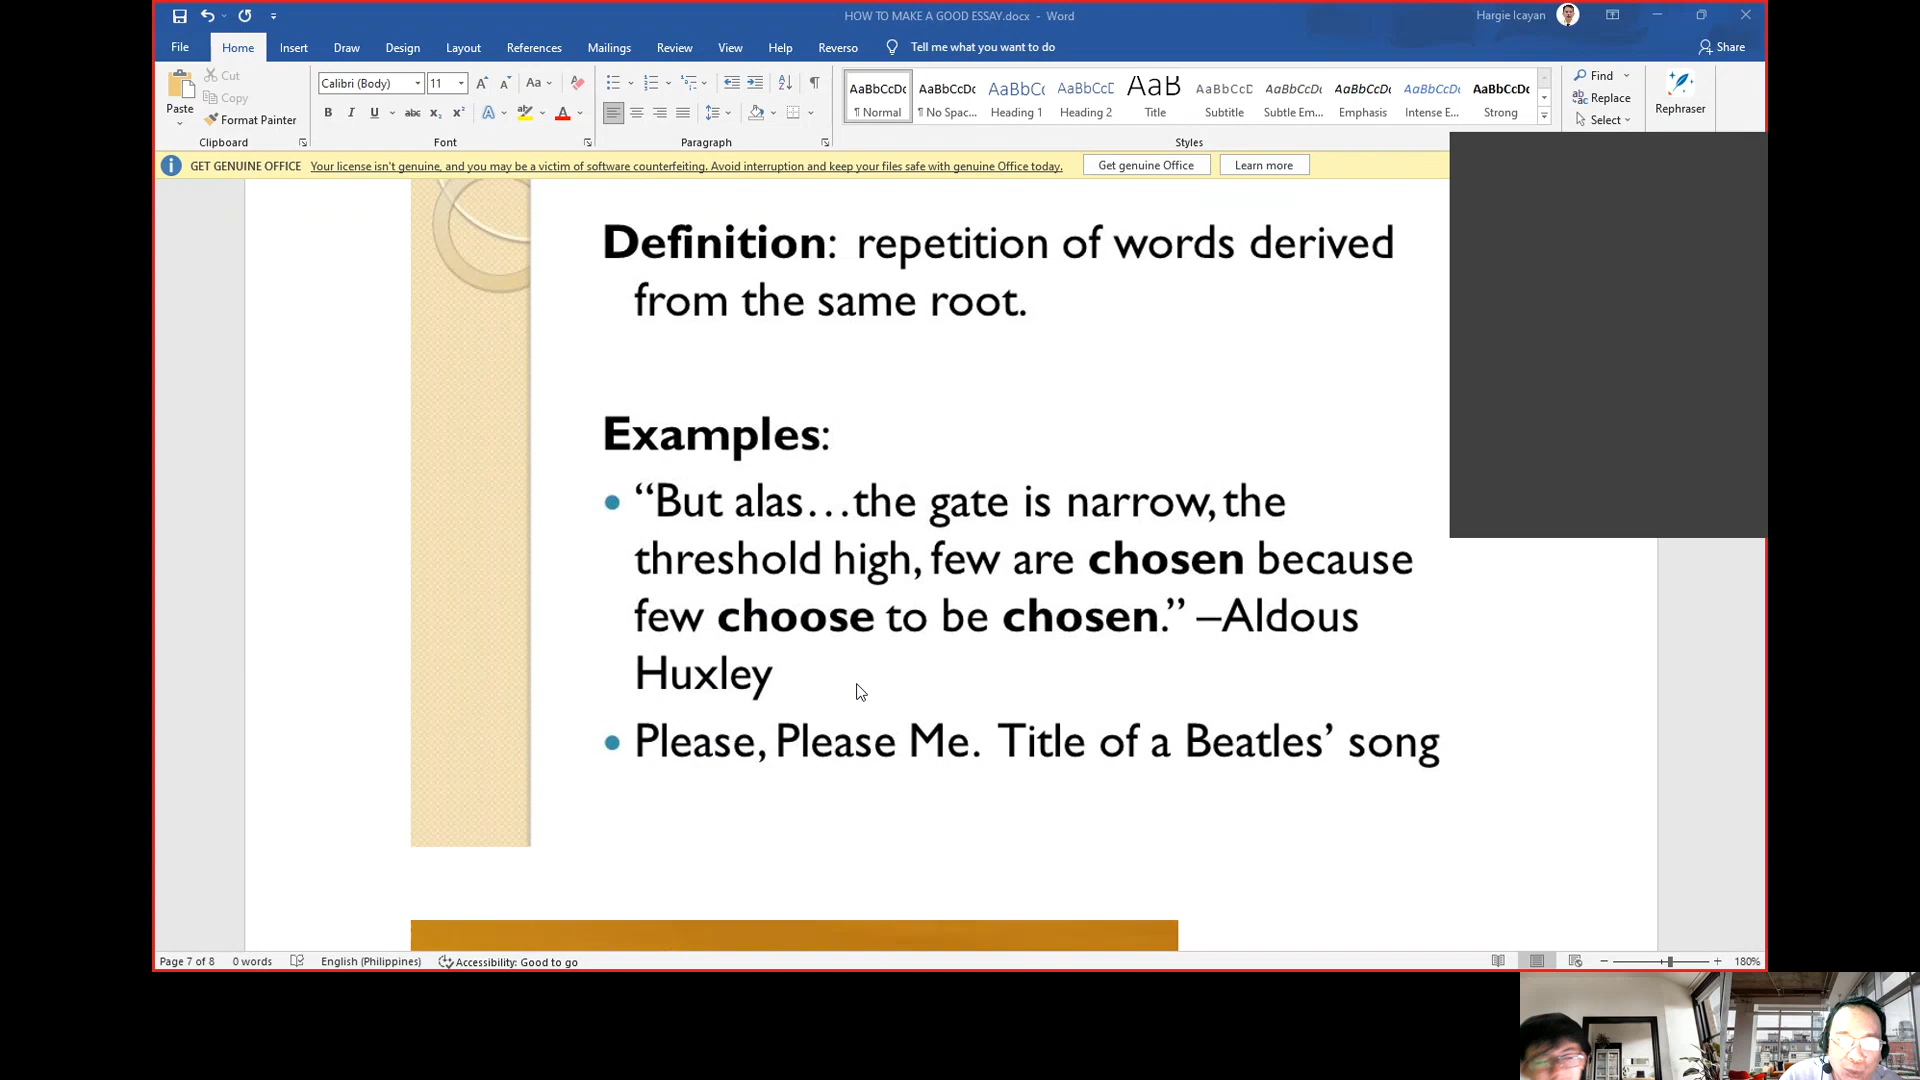 HOW TO MAKE A GOOD ESSAY.docx - Word
Hargie Icayan
File Home Insert Draw Design Layout References Mailings Review View Help Reverso Tell me what you want to do Share
Paste
Cut
Copy
Format Painter
Clipboard
Calibri (Body) 11
Font
Paragraph
AaBbCcDc AaBbCcDc AaBbCc AaBbCcD AaB AaBbCcD AaBbCcDc AaBbCcDc AaBbCcDc AaBbCcDc
¶ Normal ¶ No Spac... Heading 1 Heading 2 Title Subtitle Subtle Em... Emphasis Intense E... Strong
Styles
Find
Replace
Select
Rephraser
GET GENUINE OFFICE Your license isn't genuine, and you may be a victim of software counterfeiting. Avoid interruption and keep your files safe with genuine Office today. Get genuine Office Learn more
Definition: repetition of words derived
from the same root.
Examples:
• “But alas…the gate is narrow, the
threshold high, few are chosen because
few choose to be chosen.” –Aldous
Huxley
• Please, Please Me. Title of a Beatles’ song
Page 7 of 8 0 words English (Philippines) Accessibility: Good to go 180%